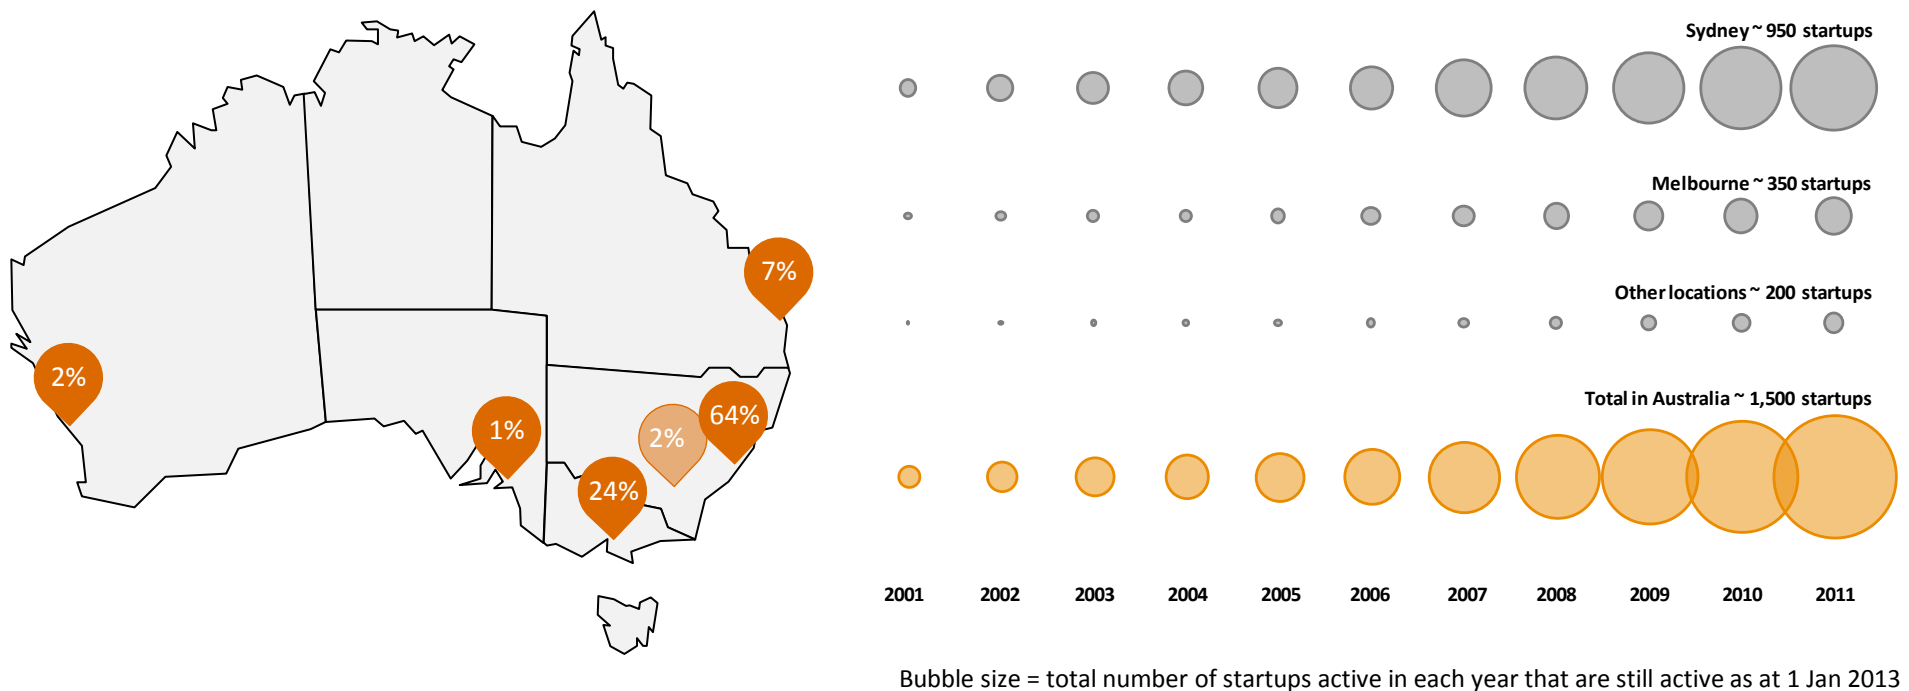 Sydney ~ 950 startups
Melbourne ~ 350 startups
7%
Other locations ~ 200 startups
2%
64%
Total in Australia ~ 1,500 startups
1%
2%
24%
2001 2002 2003 2004 2005 2006 2007 2008 2009 2010 2011
Bubble size = total number of startups active in each year that are still active as at 1 Jan 2013